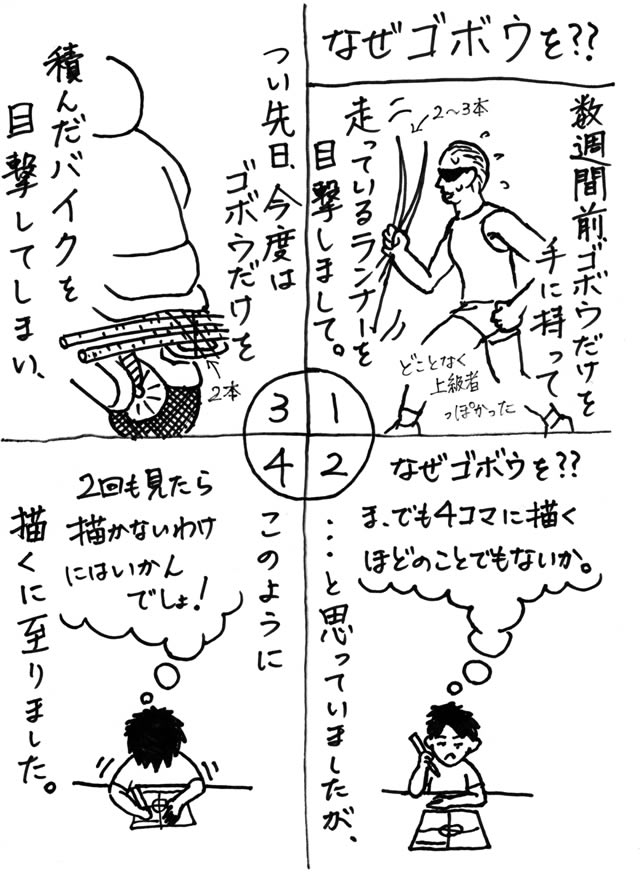 なぜゴボウを??
数週間前、ゴボウだけを
手に持って
走っているランナーを
目撃しまして。
2〜3本
どことなく
上級者
っぽかった
1
2
3
4
なぜゴボウを??
ま、でも4コマに描く
ほどのことでもないか。
・・・と思っていましたが、
つい先日、今度は
ゴボウだけを
積んだバイクを
目撃してしまい、
2本
このように
2回も見たら
描かないわけ
にはいかん
でしょ!
描くに至りました。